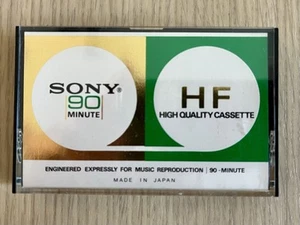 SONY
90
MINUTE
HF
HIGH QUALITY CASSETTE
ENGINEERED EXPRESSLY FOR MUSIC REPRODUCTION | 90-MINUTE
MADE IN JAPAN